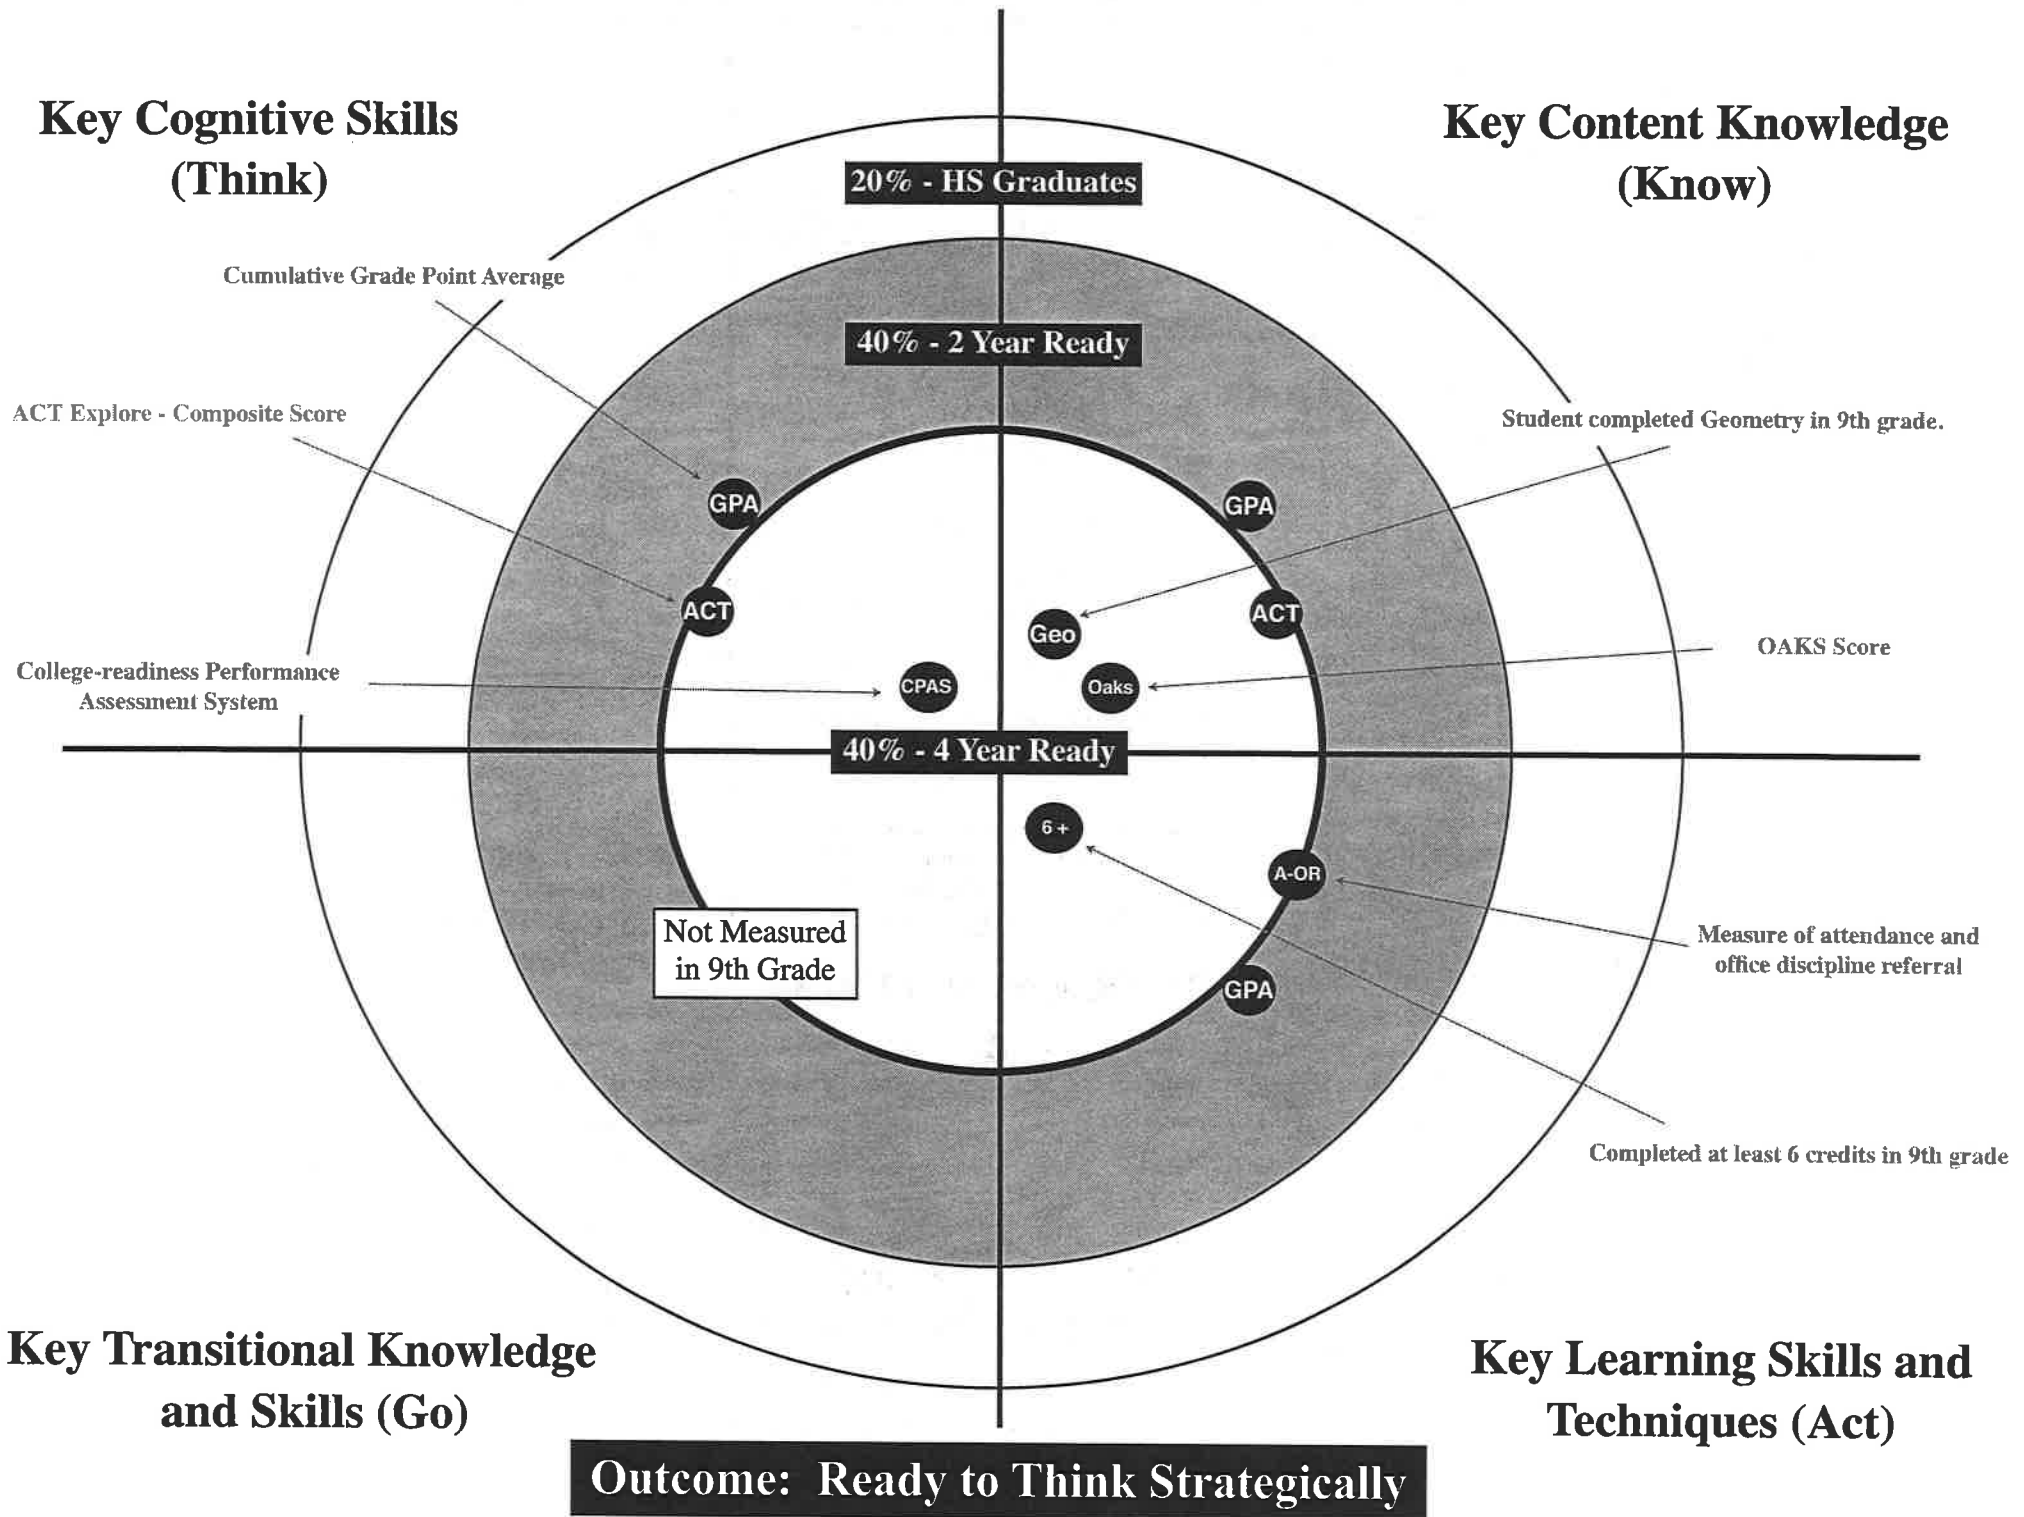 Key Cognitive Skills
(Think)
Key Content Knowledge
(Know)
20% - HS Graduates
Cumulative Grade Point Average
40% - 2 Year Ready
ACT Explore - Composite Score
Student completed Geometry in 9th grade.
GPA
GPA
ACT
ACT
Geo
OAKS Score
College-readiness Performance
Assessment System
CPAS
Oaks
40% - 4 Year Ready
6 +
A-OR
Not Measured
in 9th Grade
Measure of attendance and
office discipline referral
GPA
Completed at least 6 credits in 9th grade
Key Transitional Knowledge
and Skills (Go)
Key Learning Skills and
Techniques (Act)
Outcome: Ready to Think Strategically